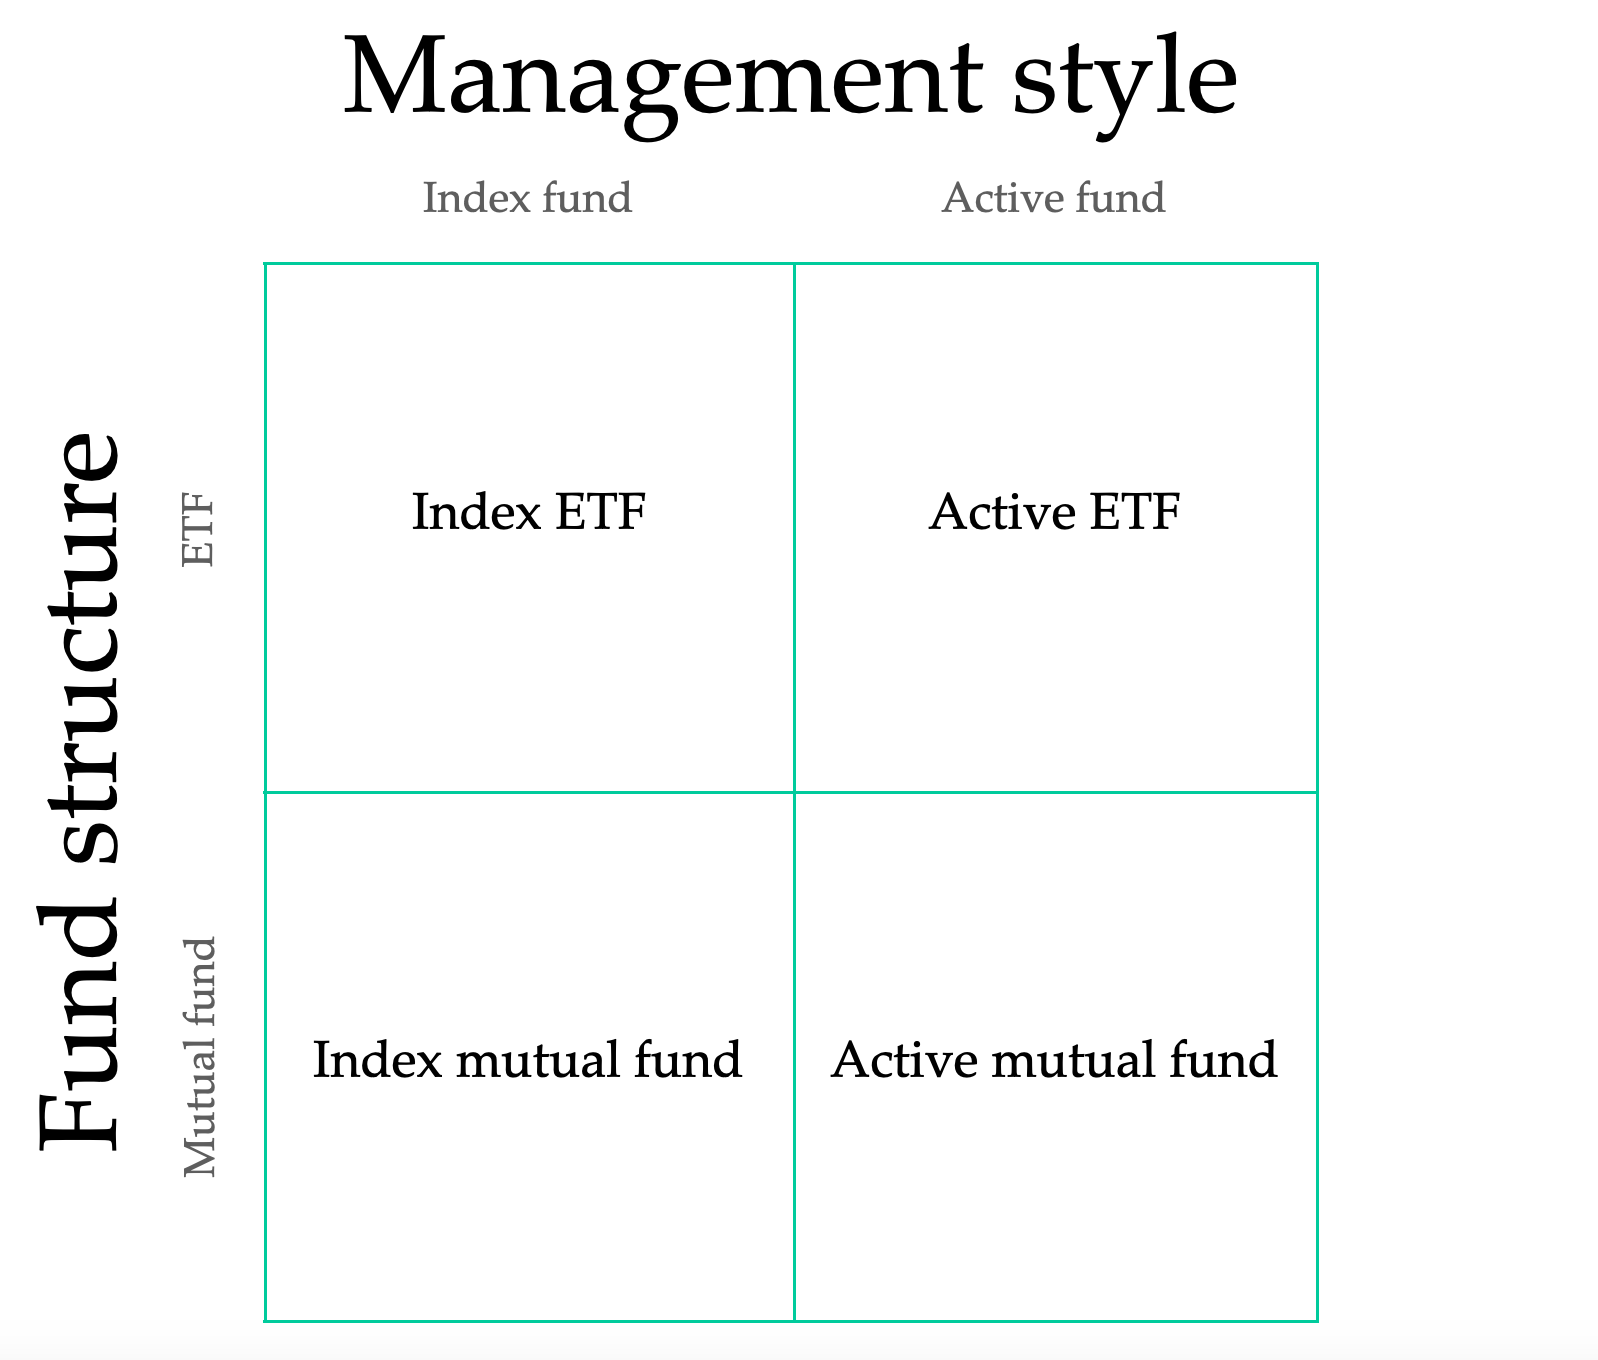 Management style
Index fund
Active fund
Fund structure
ETF
Index ETF
Active ETF
Mutual fund
Index mutual fund
Active mutual fund